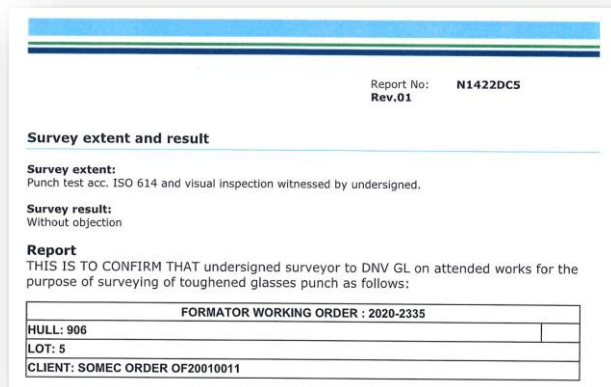 Report No: N1422DC5
Rev.01
Survey extent and result
Survey extent:
Punch test acc. ISO 614 and visual inspection witnessed by undersigned.
Survey result:
Without objection
Report
THIS IS TO CONFIRM THAT undersigned surveyor to DNV GL on attended works for the
purpose of surveying of toughened glasses punch as follows:
FORMATOR WORKING ORDER : 2020-2335
HULL: 906
LOT: 5
CLIENT: SOMEC ORDER OF20010011